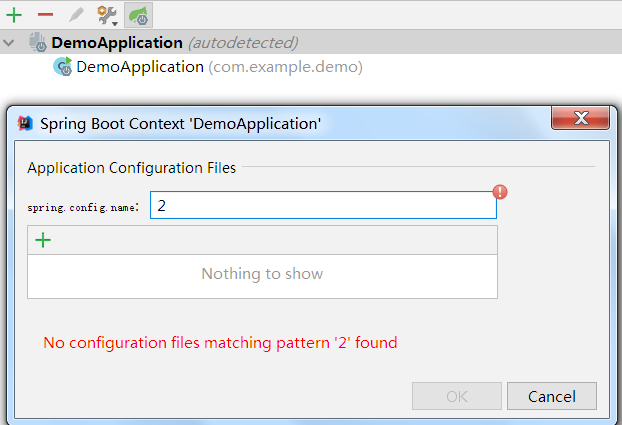 DemoApplication (autodetected)
DemoApplication (com.example.demo)
Spring Boot Context 'DemoApplication'
Application Configuration Files
spring.config.name: 2
Nothing to show
No configuration files matching pattern '2' found
OK Cancel